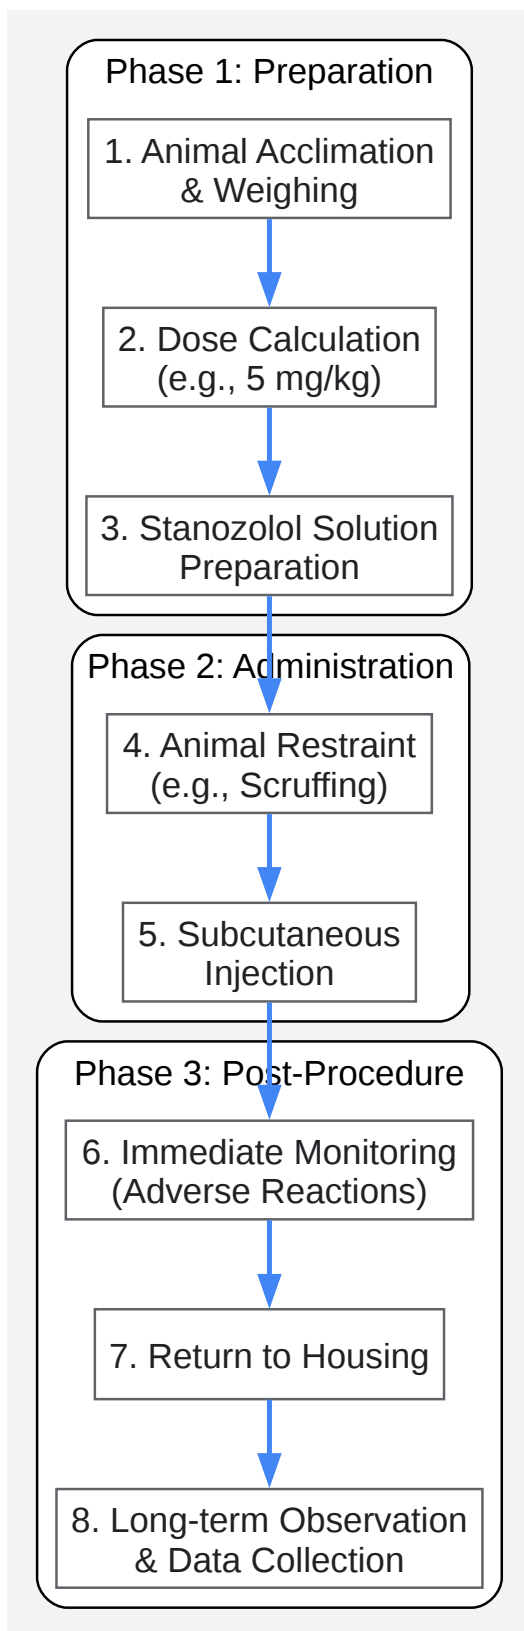 Phase 1: Preparation
1. Animal Acclimation
& Weighing
2. Dose Calculation
(e.g., 5 mg/kg)
3. Stanozolol Solution
Preparation
Phase 2: Administration
4. Animal Restraint
(e.g., Scruffing)
5. Subcutaneous
Injection
Phase 3: Post-Procedure
6. Immediate Monitoring
(Adverse Reactions)
7. Return to Housing
8. Long-term Observation
& Data Collection